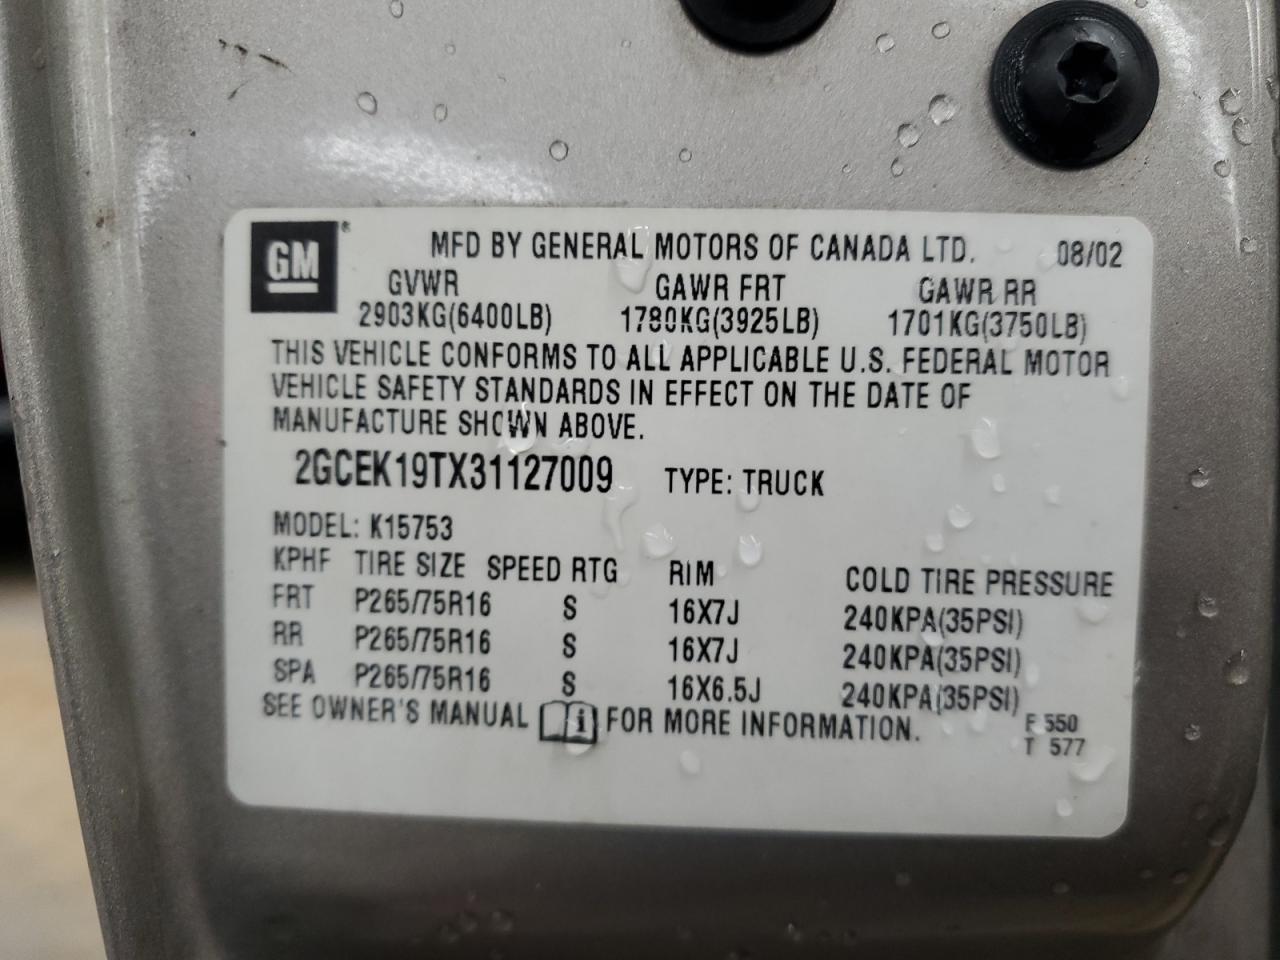 GM®
MFD BY GENERAL MOTORS OF CANADA LTD. 08/02
GVWR GAWR FRT GAWR RR
2903KG(6400LB) 1780KG(3925LB) 1701KG(3750LB)
THIS VEHICLE CONFORMS TO ALL APPLICABLE U.S. FEDERAL MOTOR
VEHICLE SAFETY STANDARDS IN EFFECT ON THE DATE OF
MANUFACTURE SHOWN ABOVE.
2GCEK19TX31127009 TYPE: TRUCK
MODEL: K15753
KPHF TIRE SIZE SPEED RTG RIM COLD TIRE PRESSURE
FRT P265/75R16 S 16X7J 240KPA(35PSI)
RR P265/75R16 S 16X7J 240KPA(35PSI)
SPA P265/75R16 S 16X6.5J 240KPA(35PSI)
SEE OWNER'S MANUAL i FOR MORE INFORMATION.
F 550
T 577